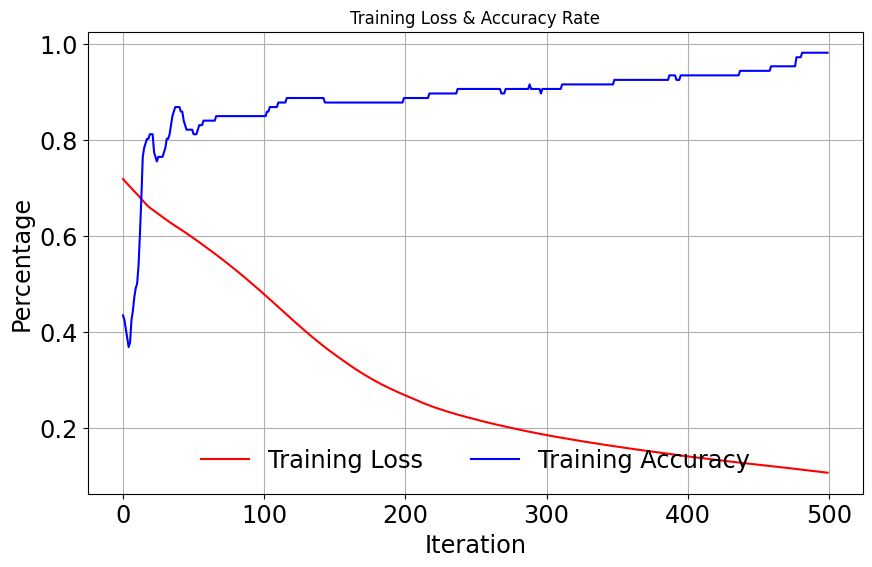 Training Loss & Accuracy Rate
1.0
0.8
0.6
0.4
0.2
Percentage
Training Loss
Training Accuracy
0
100
200
300
400
500
Iteration